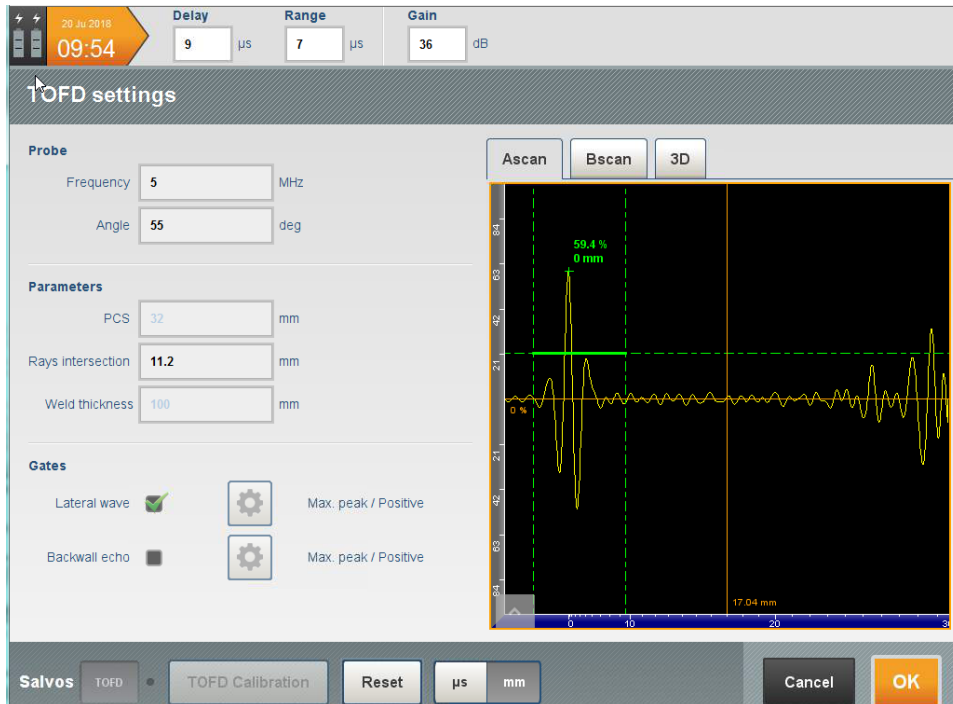 20 Ju 2018
09:54
Delay
9 µs
Range
7 µs
Gain
36 dB
TOFD settings
Probe
Frequency 5 MHz
Angle 55 deg
Parameters
PCS 32 mm
Rays intersection 11.2 mm
Weld thickness 100 mm
Gates
Lateral wave Max. peak / Positive
Backwall echo Max. peak / Positive
Ascan Bscan 3D
59.4 %
0 mm
84
63
42
21
0 %
21
42
63
84
17.04 mm
0 10 20
Salvos TOFD TOFD Calibration Reset µs mm Cancel OK